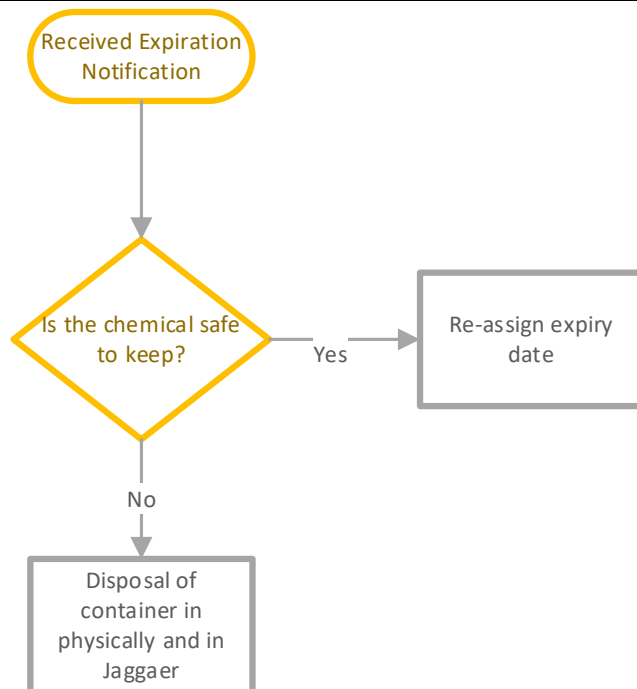 Received Expiration
Notification
Is the chemical safe
to keep?
Yes
Re-assign expiry
date
No
Disposal of
container in
physically and in
Jaggaer